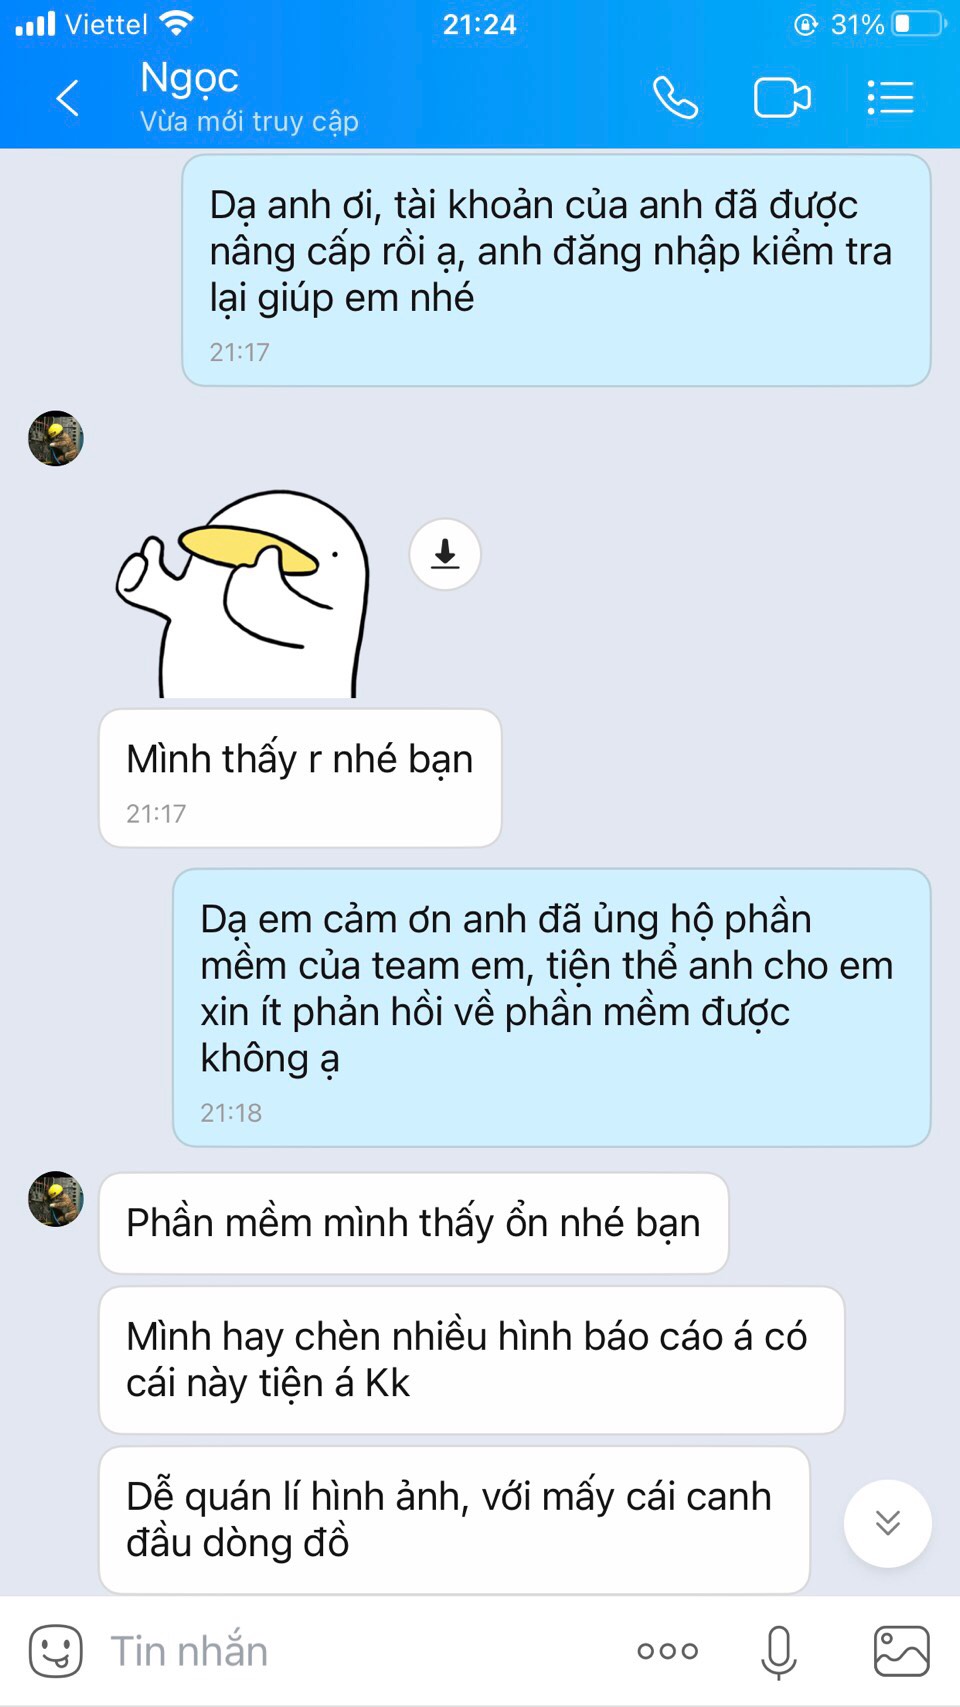 Viettel 21:24 31%
Ngọc
Vừa mới truy cập
Dạ anh ơi, tài khoản của anh đã được
nâng cấp rồi ạ, anh đăng nhập kiểm tra
lại giúp em nhé
21:17
Mình thấy r nhé bạn
21:17
Dạ em cảm ơn anh đã ủng hộ phần
mềm của team em, tiện thể anh cho em
xin ít phản hồi về phần mềm được
không ạ
21:18
Phần mềm mình thấy ổn nhé bạn
Mình hay chèn nhiều hình báo cáo á có
cái này tiện á Kk
Dễ quán lí hình ảnh, với mấy cái canh
đầu dòng đồ
Tin nhắn